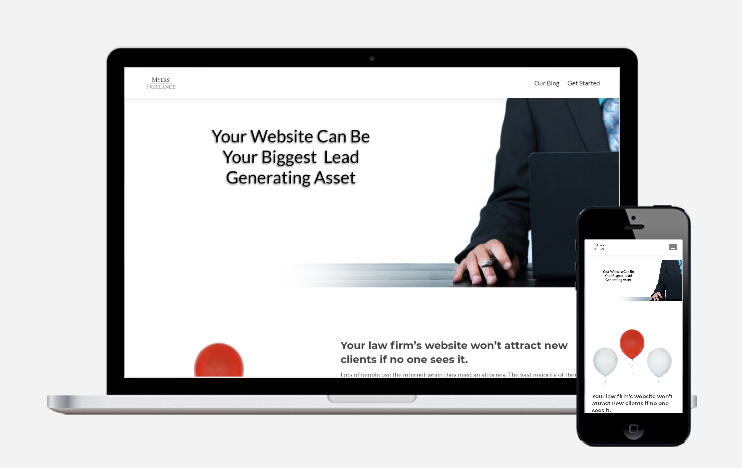 Myers
Freelance
Our Blog Get Started
Your Website Can Be
Your Biggest Lead
Generating Asset
Your law firm's website won't attract new
clients if no one sees it.
Lots of people use the internet when they need an attorney. The vast majority of them
Your Website Can Be
Your Biggest Lead
Generating Asset
Your law firm's website won't
attract new clients if no one
sees it.